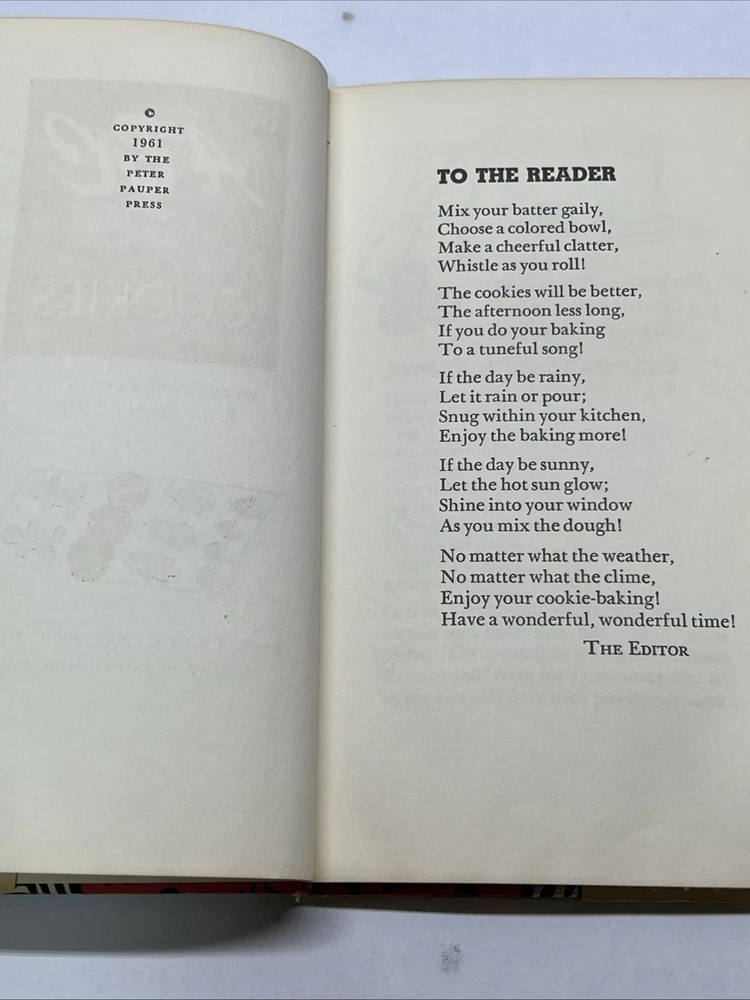 ©
COPYRIGHT
1961
BY THE
PETER
PAUPER
PRESS
TO THE READER
Mix your batter gaily,
Choose a colored bowl,
Make a cheerful clatter,
Whistle as you roll!
The cookies will be better,
The afternoon less long,
If you do your baking
To a tuneful song!
If the day be rainy,
Let it rain or pour;
Snug within your kitchen,
Enjoy the baking more!
If the day be sunny,
Let the hot sun glow;
Shine into your window
As you mix the dough!
No matter what the weather,
No matter what the clime,
Enjoy your cookie-baking!
Have a wonderful, wonderful time!
THE EDITOR